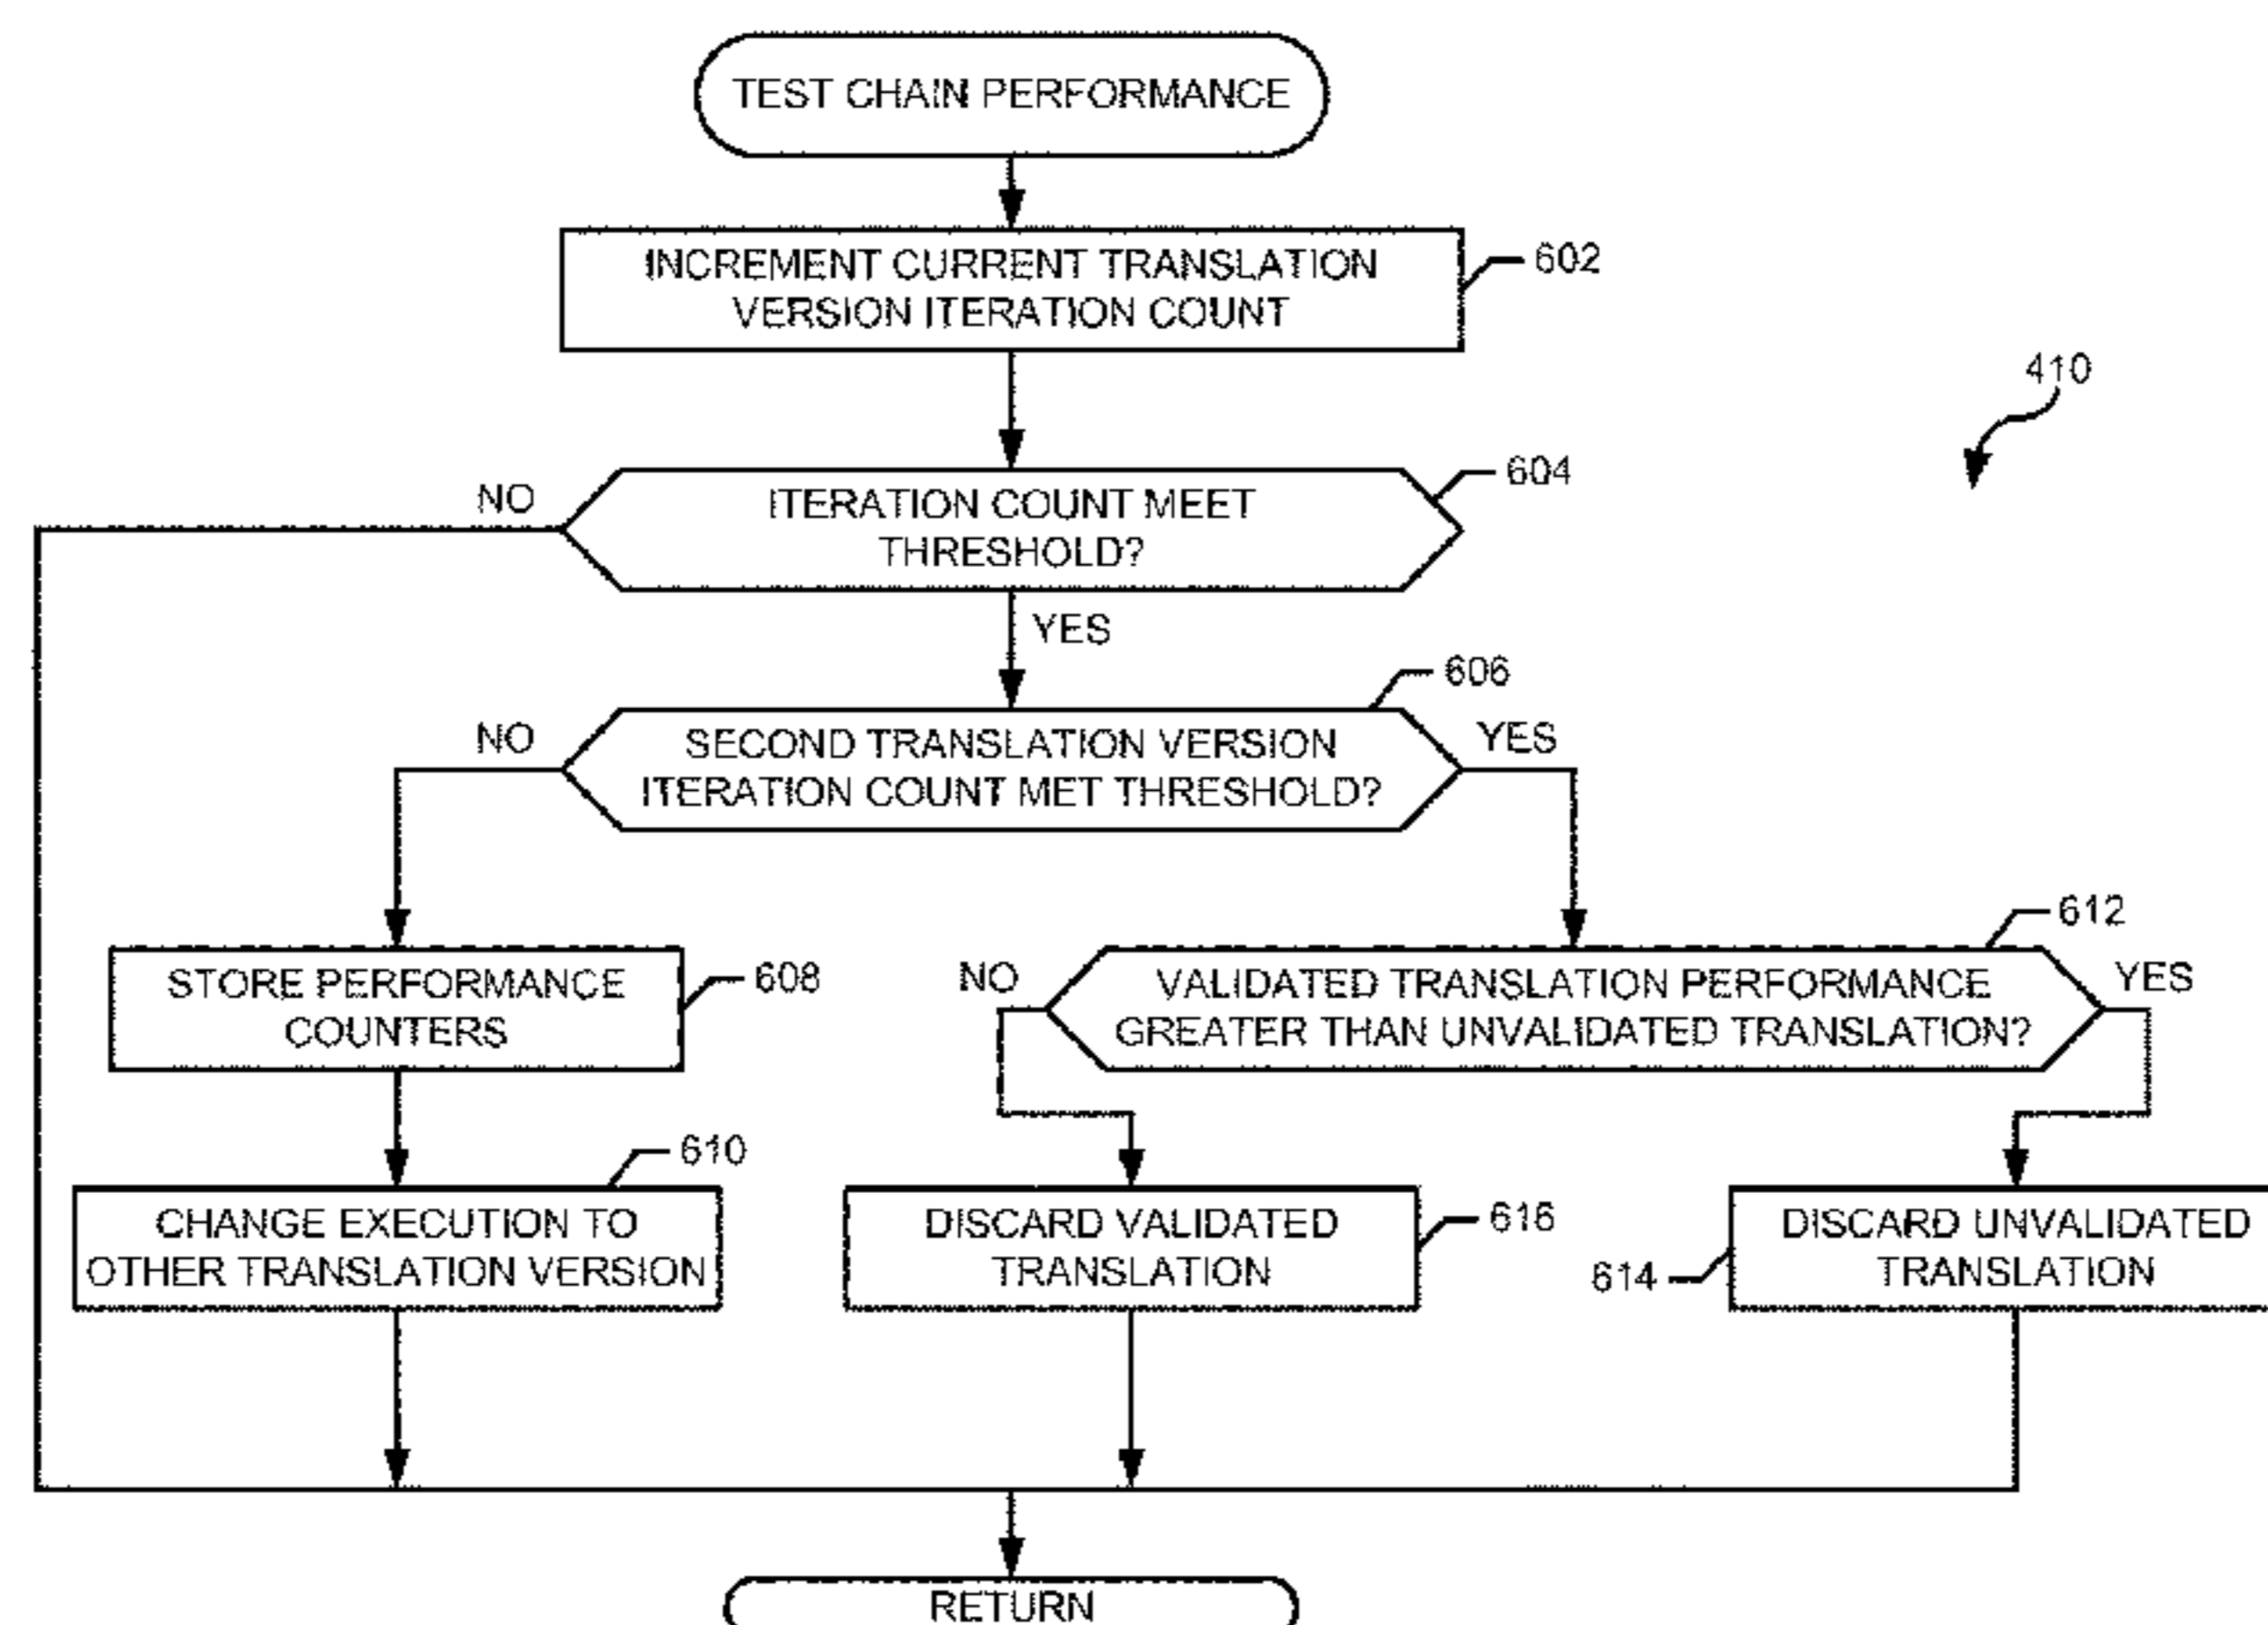 TEST CHAIN PERFORMANCE
INCREMENT CURRENT TRANSLATION
VERSION ITERATION COUNT
602
410
604
NO
ITERATION COUNT MEET
THRESHOLD?
YES
606
NO
SECOND TRANSLATION VERSION
ITERATION COUNT MET THRESHOLD?
YES
612
STORE PERFORMANCE
COUNTERS
608
NO
VALIDATED TRANSLATION PERFORMANCE
GREATER THAN UNVALIDATED TRANSLATION?
YES
610
CHANGE EXECUTION TO
OTHER TRANSLATION VERSION
DISCARD VALIDATED
TRANSLATION
616
614
DISCARD UNVALIDATED
TRANSLATION
RETURN